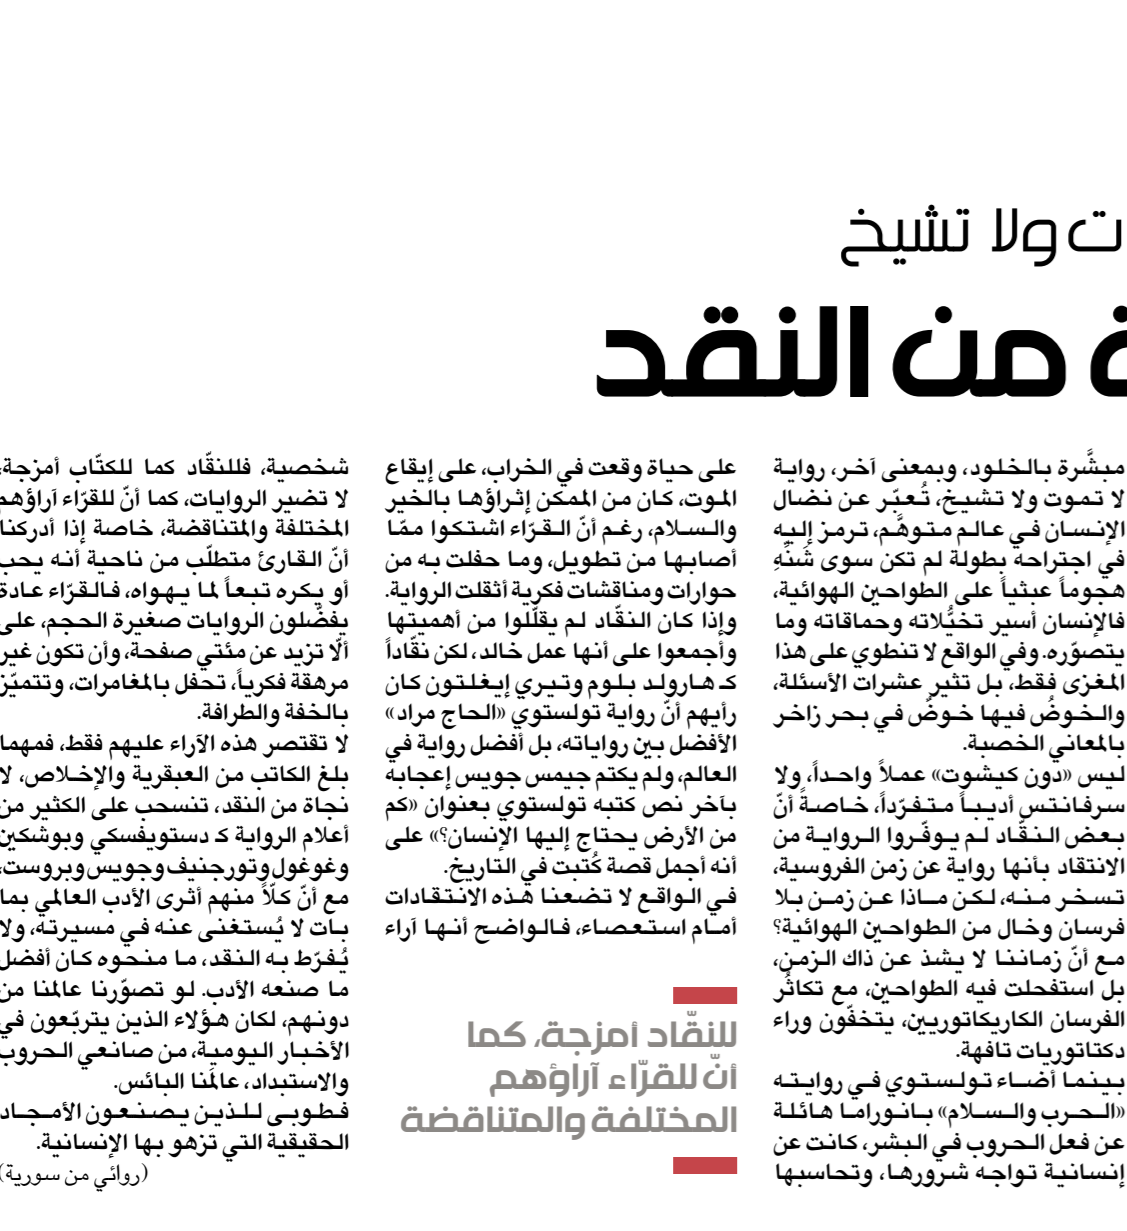 ت ولا تشيخ
ة من النقد
مبشَّرة بالخلود، وبمعنى آخر، رواية
لا تموت ولا تشيخ، تُعبّر عن نضال
الإنسان في عالم متوهَّم، ترمز إليه
في اجتراحه بطولة لم تكن سوى شنّهِ
هجوماً عبثياً على الطواحين الهوائية،
فالإنسان أسير تخيُّلاته وحماقاته وما
يتصوّره. وفي الواقع لا تنطوي على هذا
المغزى فقط، بل تثير عشرات الأسئلة،
والخوضُ فيها خوضٌ في بحر زاخر
بالمعاني الخصبة.
ليس «دون كيشوت» عملاً واحداً، ولا
سرفانتس أديباً متفرّداً، خاصةً أنّ
بعض النقّاد لم يوفّروا الرواية من
الانتقاد بأنها رواية عن زمن الفروسية،
تسخر منه، لكن ماذا عن زمن بلا
فرسان وخال من الطواحين الهوائية؟
مع أنّ زماننا لا يشذ عن ذاك الزمن،
بل استفحلت فيه الطواحين، مع تكاثُر
الفرسان الكاريكاتوريين، يتخفّون وراء
دكتاتوريات تافهة.
بينما أضاء تولستوي في روايته
«الحرب والسلام» بانوراما هائلة
عن فعل الحروب في البشر، كانت عن
إنسانية تواجه شرورها، وتحاسبها
على حياة وقعت في الخراب، على إيقاع
الموت، كان من الممكن إثراؤها بالخير
والسلام، رغم أنّ القرّاء اشتكوا ممّا
أصابها من تطويل، وما حفلت به من
حوارات ومناقشات فكرية أثقلت الرواية.
وإذا كان النقّاد لم يقلّلوا من أهميتها
وأجمعوا على أنها عمل خالد، لكن نقّاداً
كـ هارولد بلوم وتيري إيغلتون كان
رأيهم أنّ رواية تولستوي «الحاج مراد»
الأفضل بين رواياته، بل أفضل رواية في
العالم، ولم يكتم جيمس جويس إعجابه
بآخر نص كتبه تولستوي بعنوان «كم
من الأرض يحتاج إليها الإنسان؟» على
أنه أجمل قصة كُتبت في التاريخ.
في الواقع لا تضعنا هذه الانتقادات
أمام استعصاء، فالواضح أنها آراء
للنقّاد أمزجة، كما
أنّ للقرّاء آراؤهم
المختلفة والمتناقضة
شخصية، فللنقّاد كما للكتّاب أمزجة،
لا تضير الروايات، كما أنّ للقرّاء آراؤهم
المختلفة والمتناقضة، خاصة إذا أدركنا
أنّ القارئ متطلّب من ناحية أنه يحب
أو يكره تبعاً لما يهواه، فالقرّاء عادة
يفضّلون الروايات صغيرة الحجم، على
ألّا تزيد عن مئتي صفحة، وأن تكون غير
مرهقة فكرياً، تحفل بالمغامرات، وتتميّز
بالخفة والطرافة.
لا تقتصر هذه الآراء عليهم فقط، فمهما
بلغ الكاتب من العبقرية والإخلاص، لا
نجاة من النقد، تنسحب على الكثير من
أعلام الرواية كـ دستويفسكي وبوشكين
وغوغول وتورجنيف وجويس وبروست،
مع أنّ كلّاً منهم أثرى الأدب العالمي بما
بات لا يُستغنى عنه في مسيرته، ولا
يُفرّط به النقد، ما منحوه كان أفضل
ما صنعه الأدب. لو تصوّرنا عالمنا من
دونهم، لكان هؤلاء الذين يتربّعون في
الأخبار اليومية، من صانعي الحروب
والاستبداد، عالَمنا البائس.
فطوبى للذين يصنعون الأمجاد
الحقيقية التي تزهو بها الإنسانية.
(روائي من سورية)